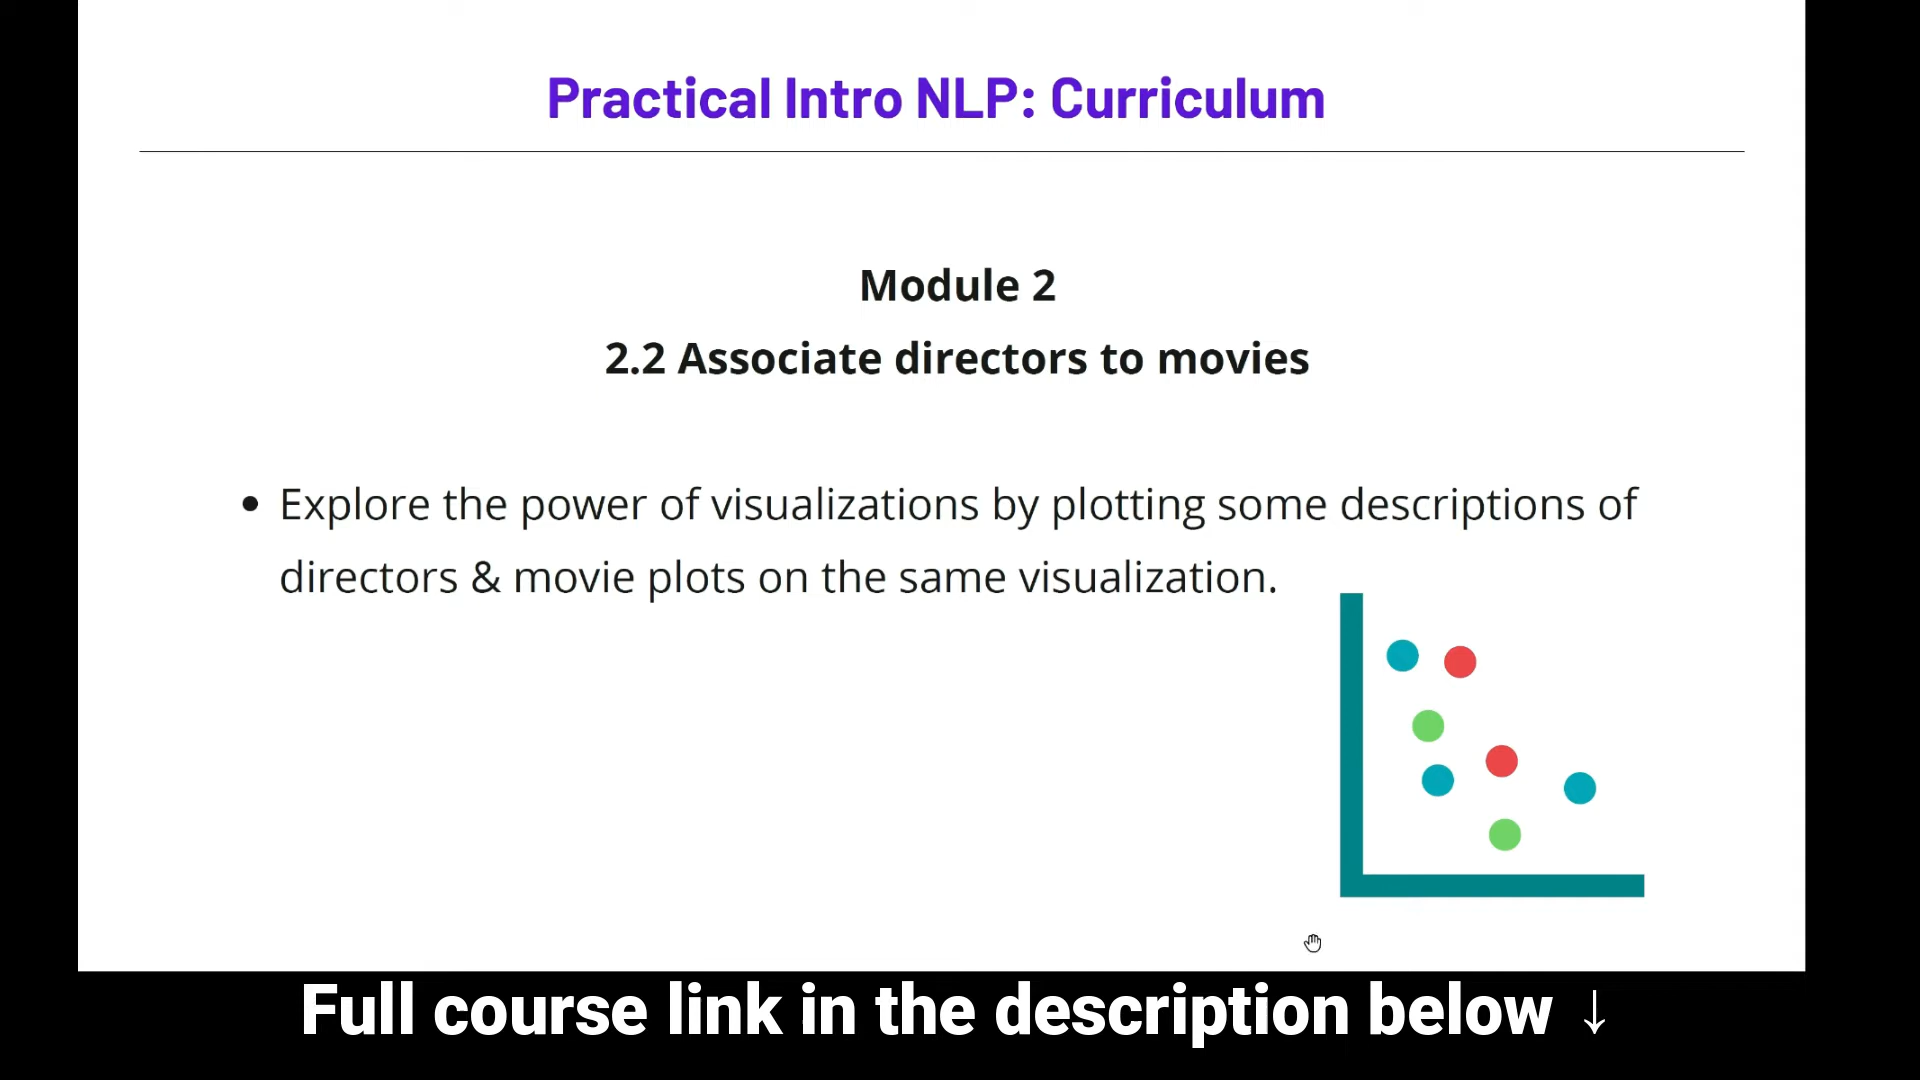 Practical Intro NLP: Curriculum
Module 2
2.2 Associate directors to movies
• Explore the power of visualizations by plotting some descriptions of
directors & movie plots on the same visualization.
Full course link in the description below ↓